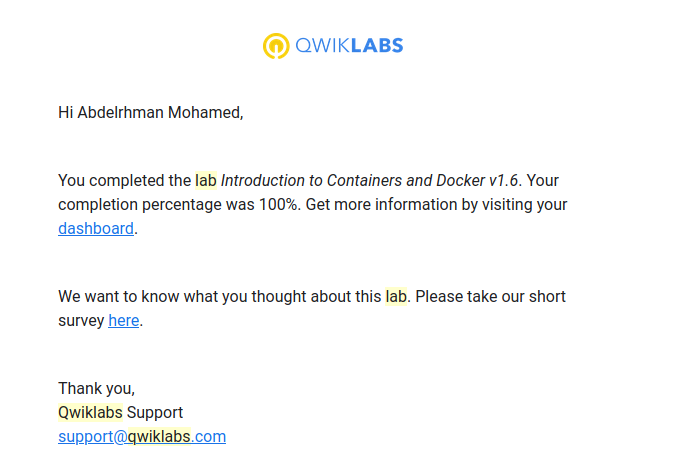 QWIKLABS
Hi Abdelrhman Mohamed,
You completed the lab Introduction to Containers and Docker v1.6. Your
completion percentage was 100%. Get more information by visiting your
dashboard.
We want to know what you thought about this lab. Please take our short
survey here.
Thank you,
Qwiklabs Support
support@qwiklabs.com